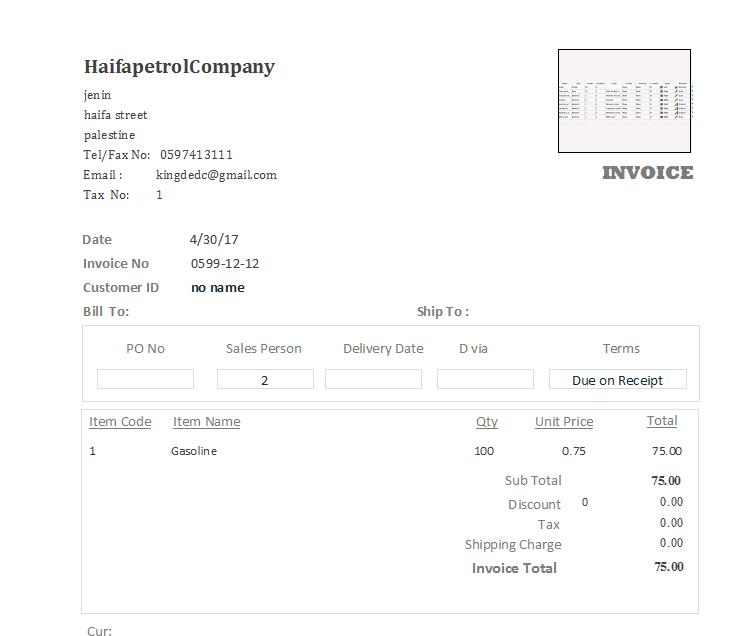 HaifapetrolCompany
jenin
haifa street
palestine
Tel/Fax No: 0597413111
Email : kingdedc@gmail.com
Tax No: 1
INVOICE
Date 4/30/17
Invoice No 0599-12-12
Customer ID no name
Bill To: Ship To :
PO No Sales Person Delivery Date D via Terms
2 Due on Receipt
Item Code Item Name Qty Unit Price Total
1 Gasoline 100 0.75 75.00
Sub Total 75.00
Discount 0 0.00
Tax 0.00
Shipping Charge 0.00
Invoice Total 75.00
Cur: